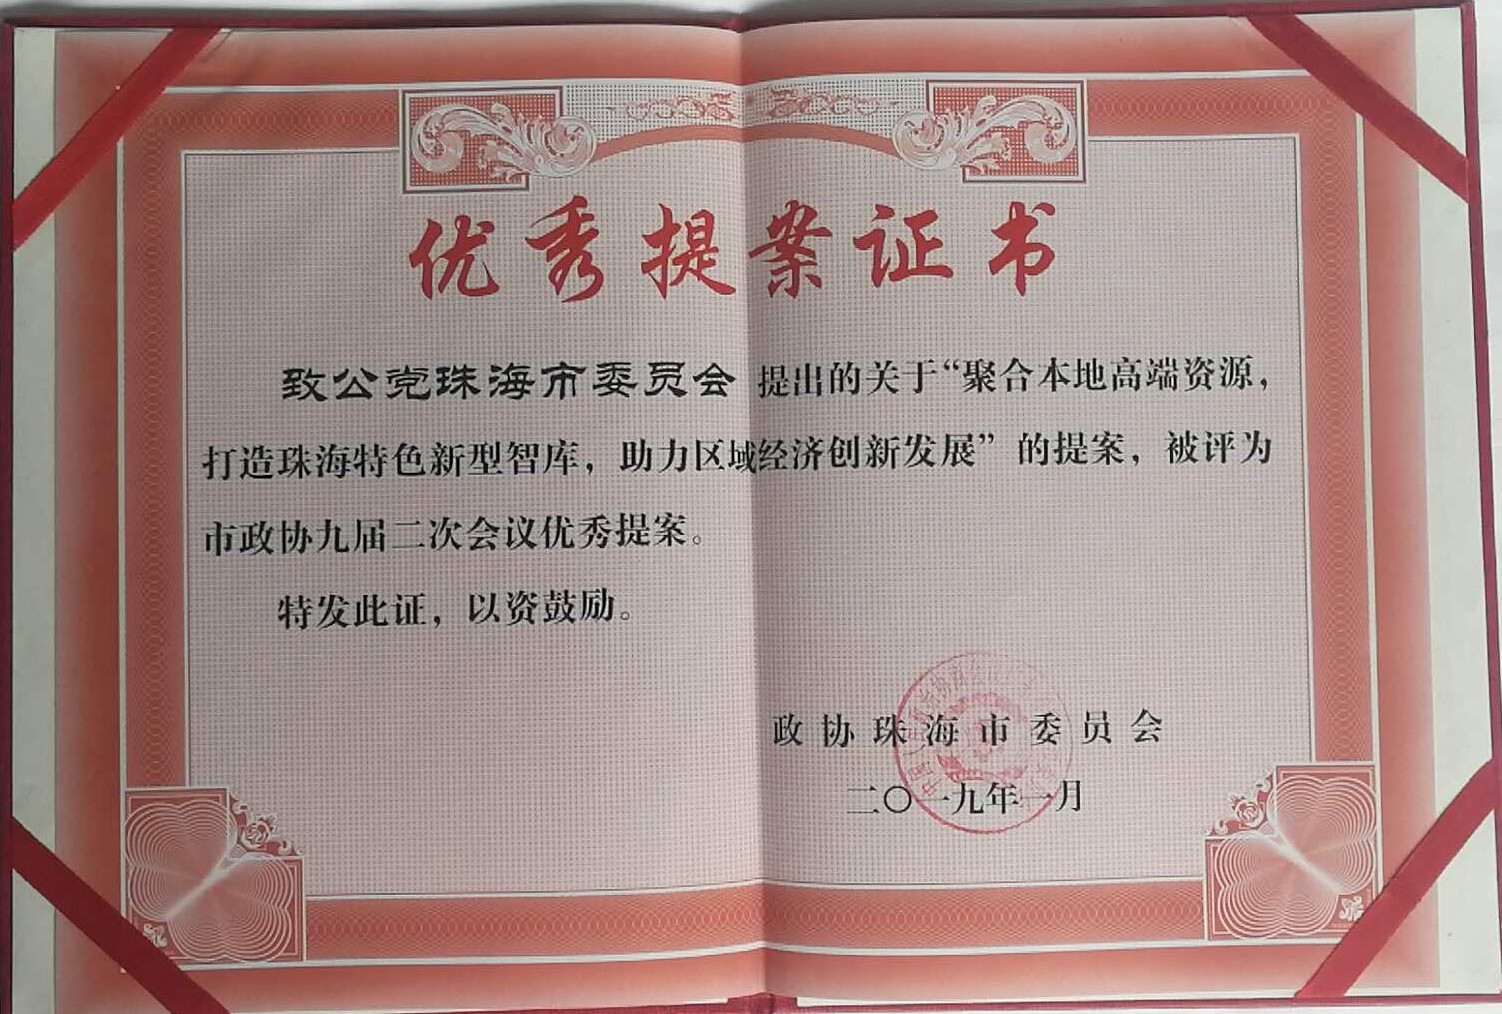 优秀提案证书
致公党珠海市委员会 提出的关于“聚合本地高端资源，
打造珠海特色新型智库，助力区域经济创新发展”的提案，被评为
市政协九届二次会议优秀提案。
特发此证，以资鼓励。
政协珠海市委员会
二〇一九年一月